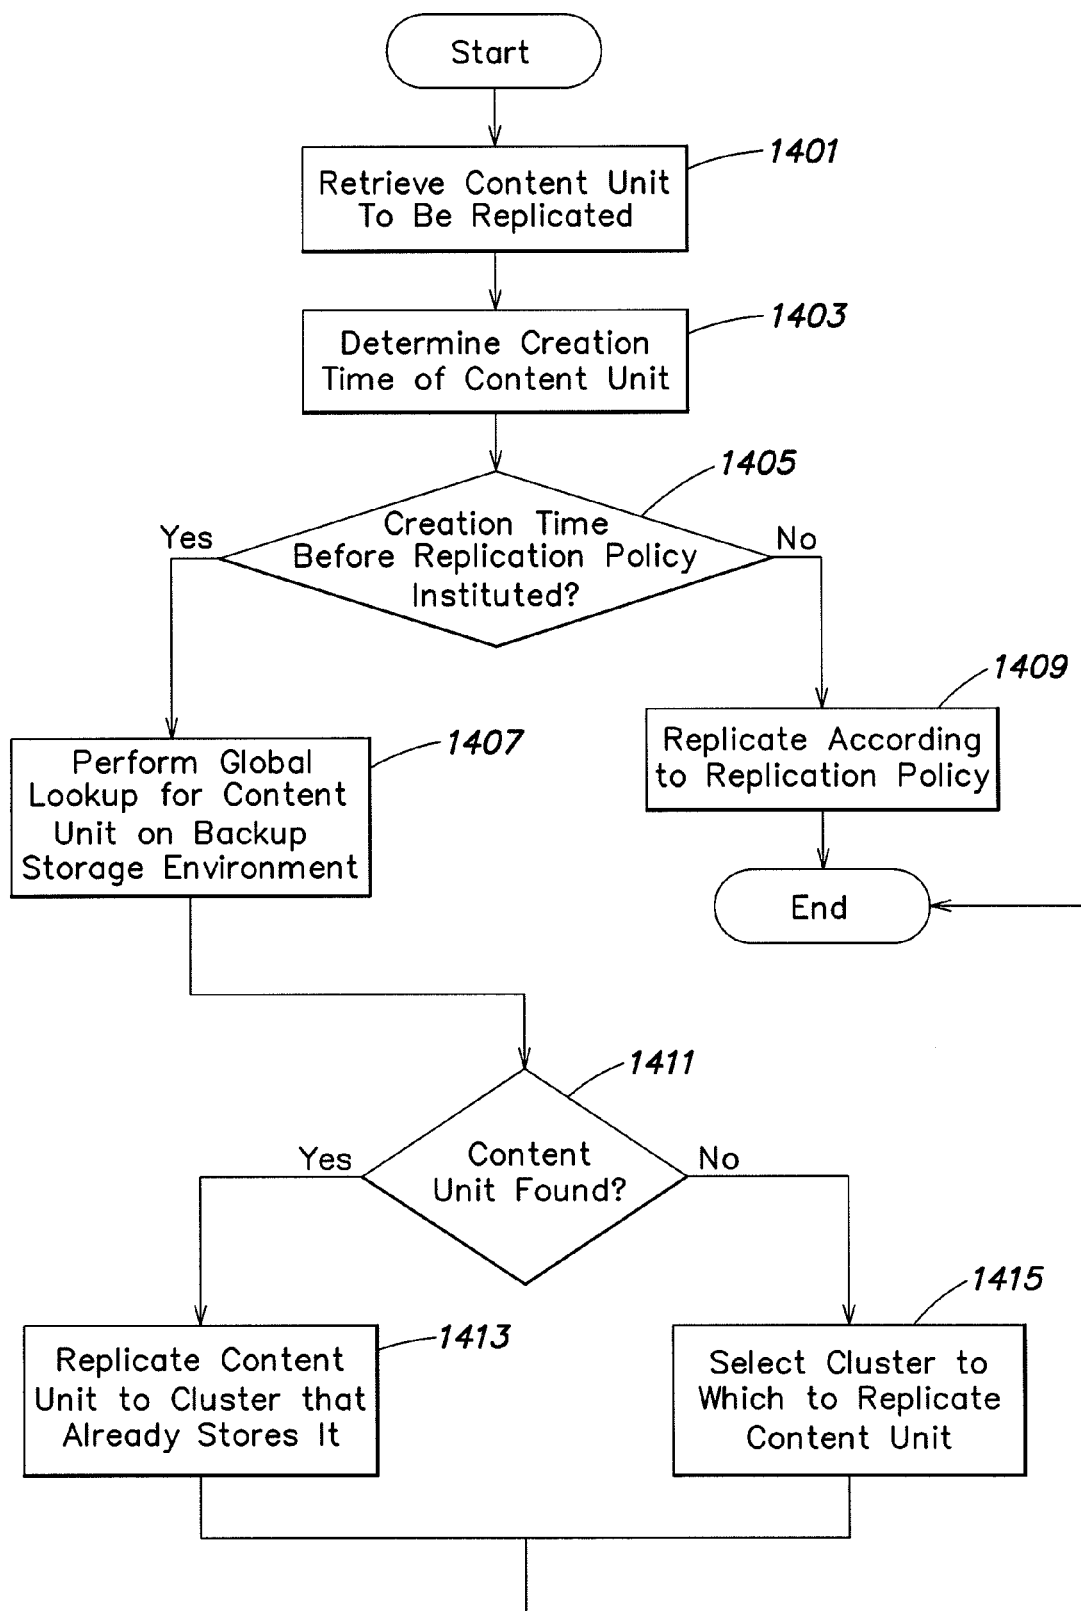 Start
1401
Retrieve Content Unit
To Be Replicated
1403
Determine Creation
Time of Content Unit
1405
Creation Time
Before Replication Policy
Instituted?
Yes
No
1409
Replicate According
to Replication Policy
1407
Perform Global
Lookup for Content
Unit on Backup
Storage Environment
End
1411
Content
Unit Found?
Yes
No
1413
Replicate Content
Unit to Cluster that
Already Stores It
1415
Select Cluster to
Which to Replicate
Content Unit